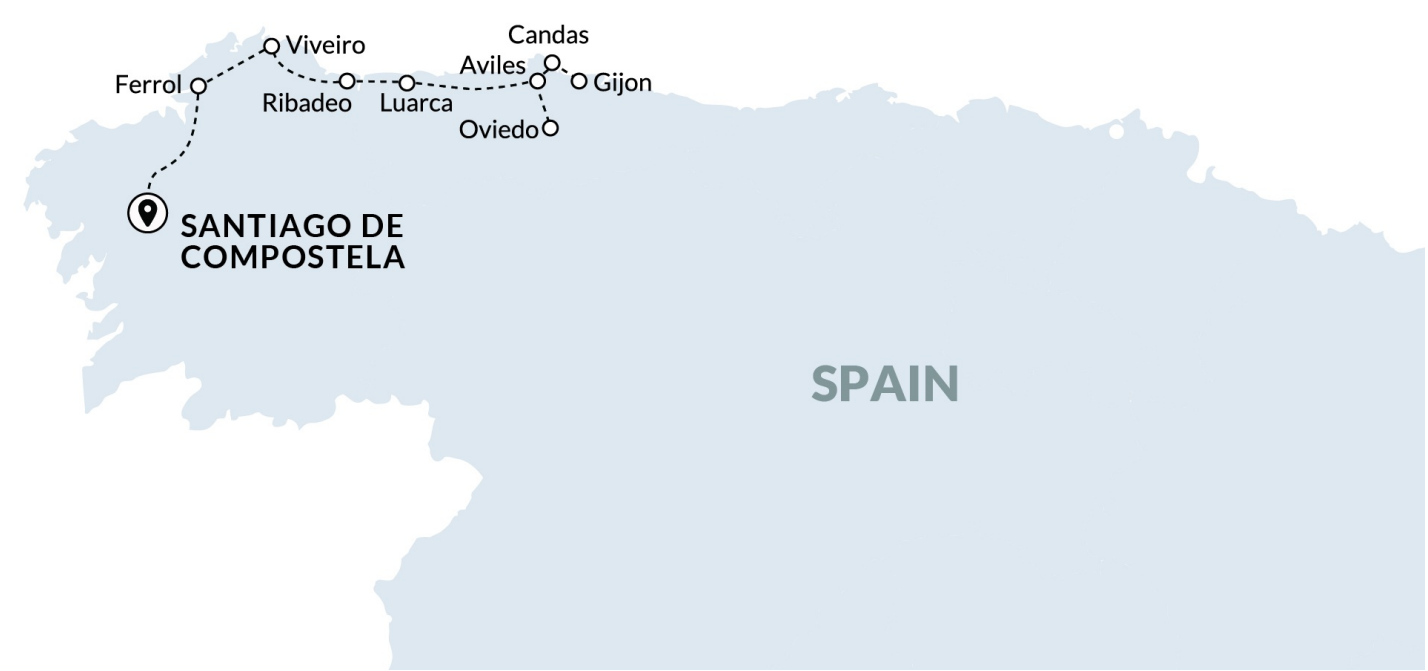 Candas
Viveiro
Aviles
Ferrol
Gijon
Ribadeo
Luarca
Oviedo
SANTIAGO DE
COMPOSTELA
SPAIN